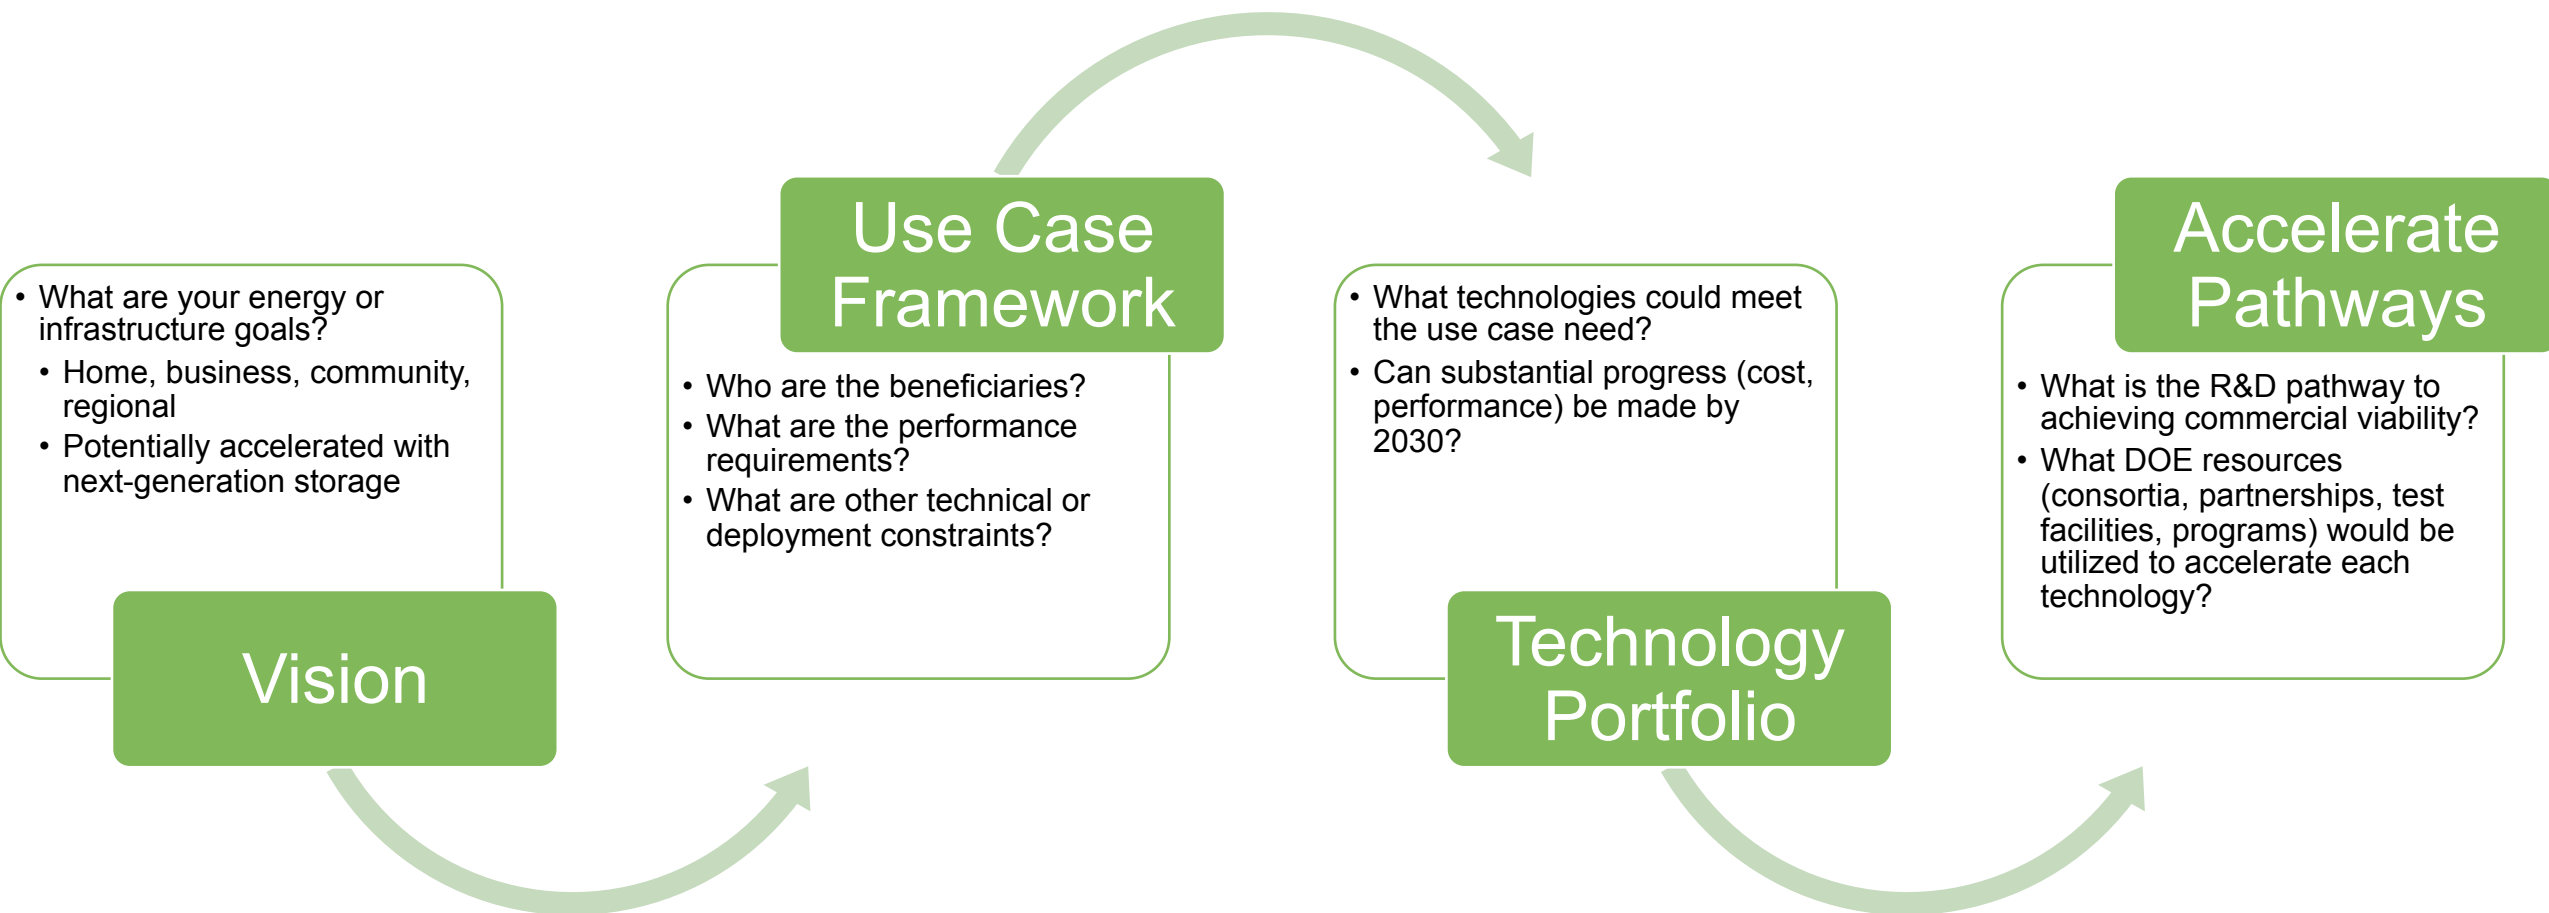 • What are your energy or
infrastructure goals?
• Home, business, community,
regional
• Potentially accelerated with
next-generation storage
Vision
Use Case
Framework
• Who are the beneficiaries?
• What are the performance
requirements?
• What are other technical or
deployment constraints?
• What technologies could meet
the use case need?
• Can substantial progress (cost,
performance) be made by
2030?
Technology
Portfolio
Accelerate
Pathways
• What is the R&D pathway to
achieving commercial viability?
• What DOE resources
(consortia, partnerships, test
facilities, programs) would be
utilized to accelerate each
technology?